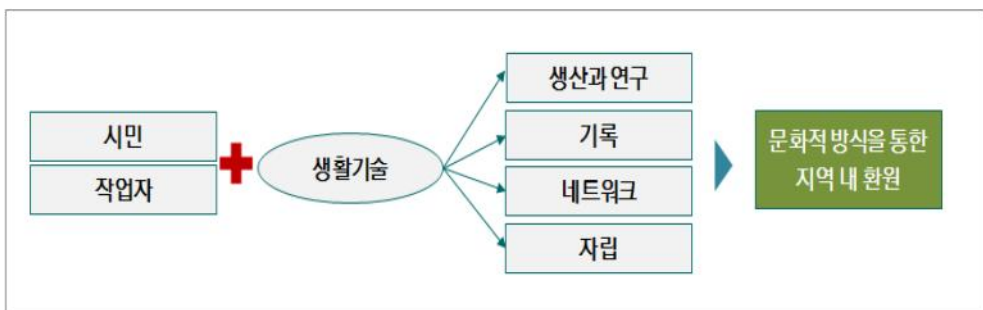 시민
작업자
생활기술
생산과 연구
기록
네트워크
자립
문화적 방식을 통한
지역 내 환원